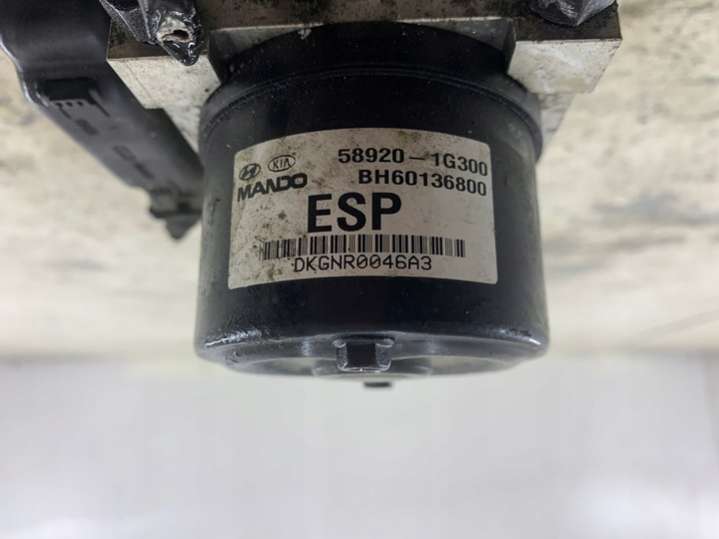 KIA
MANDO
58920-1G300
BH60136800
ESP
DKGNR0046A3